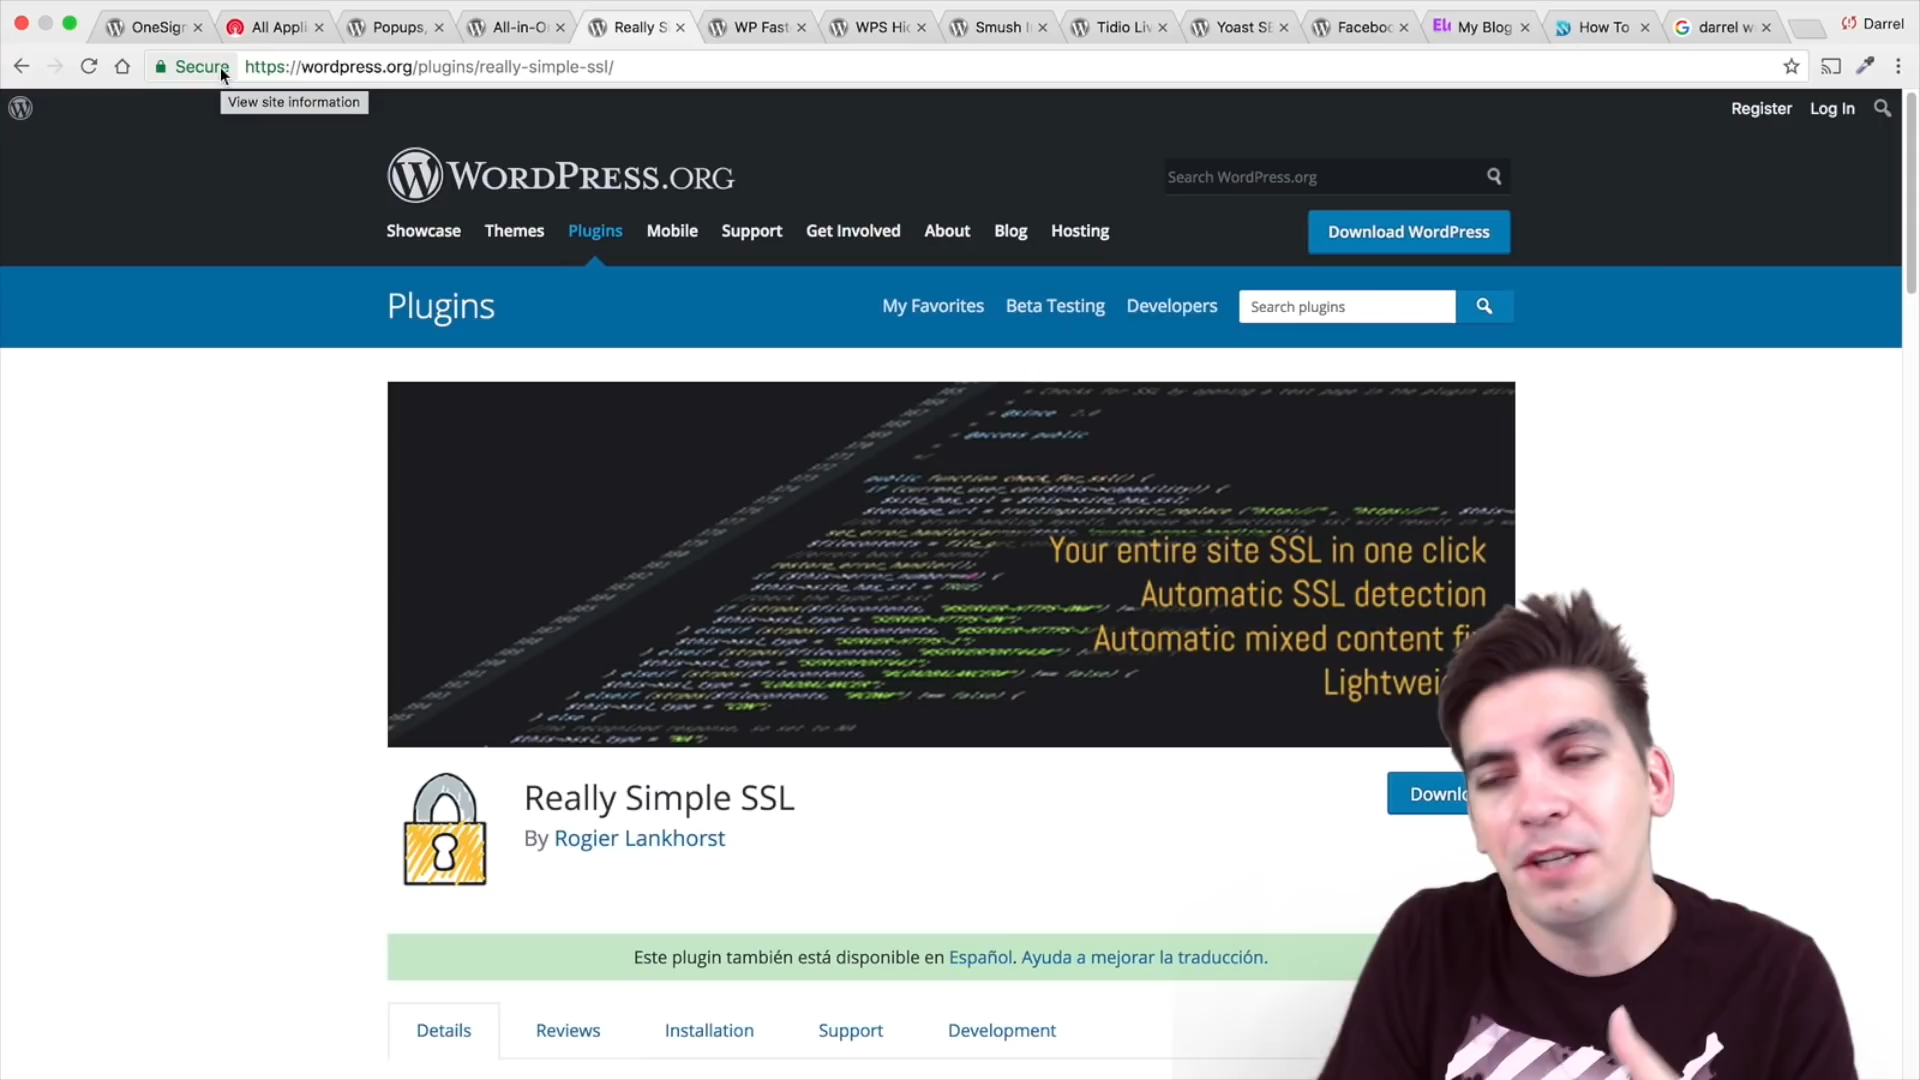 OneSign
All Appli
Popups,
All-in-O
Really S
WP Fast
WPS Hid
Smush I
Tidio Liv
Yoast SE
Facebo
My Blog
How To
darrel w
Darrel
Secure
https://wordpress.org/plugins/really-simple-ssl/
View site information
Register
Log In
WORDPRESS.ORG
Search WordPress.org
Showcase
Themes
Plugins
Mobile
Support
Get Involved
About
Blog
Hosting
Download WordPress
Plugins
My Favorites
Beta Testing
Developers
Search plugins
Your entire site SSL in one click
Automatic SSL detection
Automatic mixed content fi
Lightwei
Really Simple SSL
By Rogier Lankhorst
Downlo
Este plugin también está disponible en Español. Ayuda a mejorar la traducción.
Details
Reviews
Installation
Support
Development